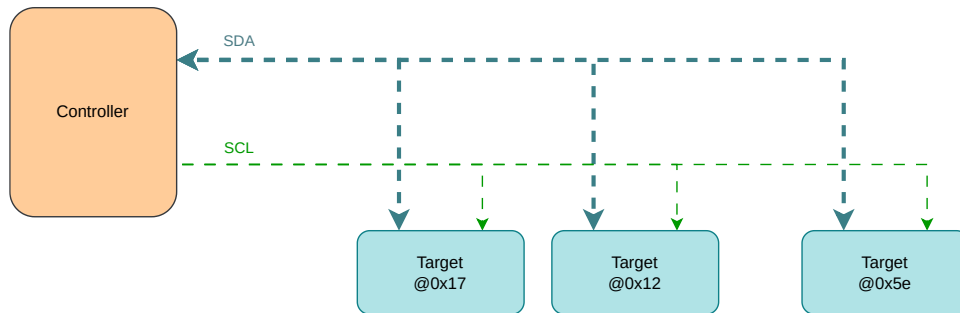 SDA
Controller
SCL
Target
@0x17
Target
@0x12
Target
@0x5e